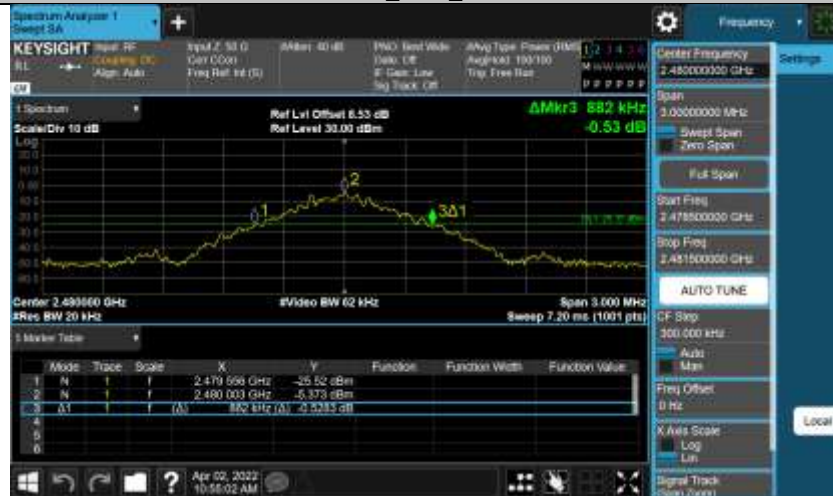 Spectrum Analyzer 1
Swept SA
+
Frequency
KEYSIGHT Input: RF
RL
Coupling: DC
Align: Auto
Input Z: 50 Ω
Corr CCorr
Freq Ref: Int (S)
Atten: 40 dB
PNO: Best Wide
Gate: Off
IF Gain: Low
Sig Track: Off
Avg Type: Power (RMS)
Avg|Hold: 100/100
Trig: Free Run
1 2 3 4 5 6
M W W W W W
P P P P P P
Center Frequency
2.480000000 GHz
Settings
Span
3.00000000 MHz
Swept Span
Zero Span
Full Span
Start Freq
2.478500000 GHz
Stop Freq
2.481500000 GHz
AUTO TUNE
CF Step
300.000 kHz
Auto
Man
Freq Offset
0 Hz
X Axis Scale
Log
Lin
Signal Track
Local
1 Spectrum
Scale/Div 10 dB
Ref Lvl Offset 8.53 dB
Ref Level 30.00 dBm
ΔMkr3 882 kHz
-0.53 dB
Log
1
2
3Δ1
Center 2.480000 GHz
#Res BW 20 kHz
#Video BW 62 kHz
Span 3.000 MHz
Sweep 7.20 ms (1001 pts)
5 Marker Table
Mode Trace Scale X Y Function Function Width Function Value
1 N 1 f 2.479 566 GHz -25.52 dBm
2 N 1 f 2.480 003 GHz -5.373 dBm
3 Δ1 1 f (Δ) 882 kHz (Δ) -0.5283 dB
4
5
6
?
Apr 02, 2022
10:55:02 AM